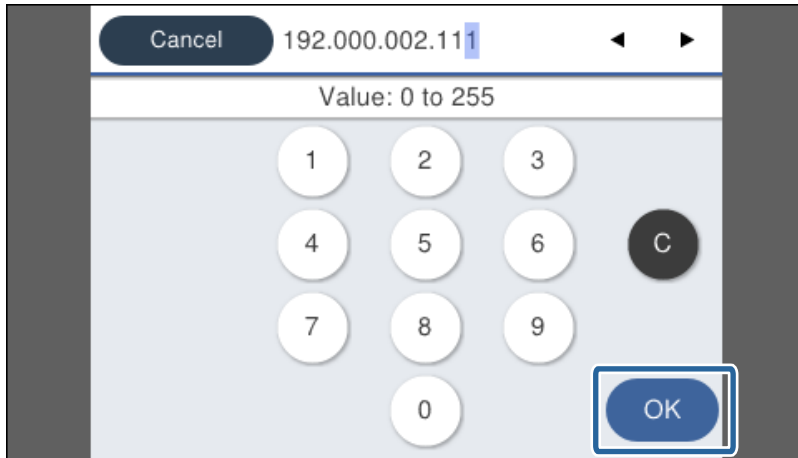 Cancel 192.000.002.111 ◄ ►
Value: 0 to 255
1 2 3
4 5 6 C
7 8 9
0 OK